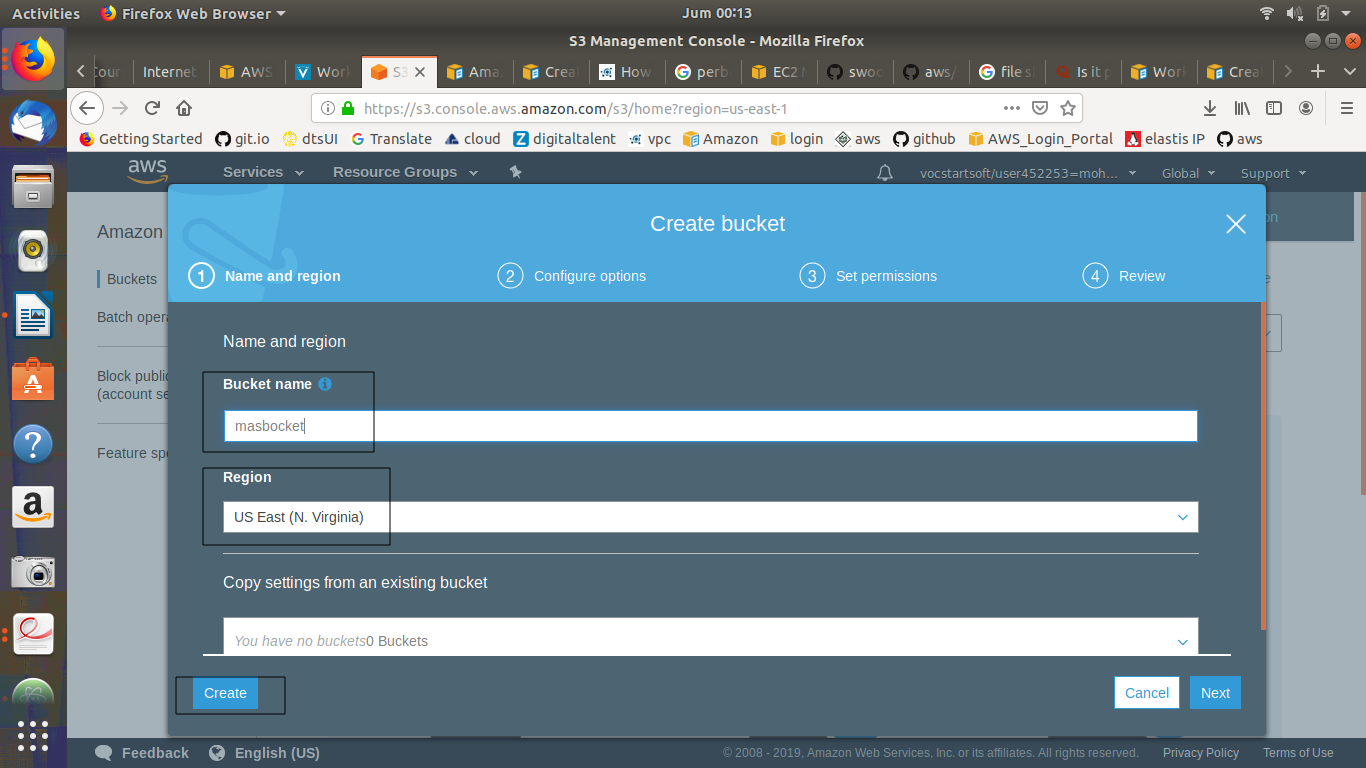 Activities Firefox Web Browser Jum 00:13
S3 Management Console - Mozilla Firefox
Cour Internet AWS Wor S3 Ama Crea How perb EC2 M swoc aws/ file s Is it p Work Crea
https://s3.console.aws.amazon.com/s3/home?region=us-east-1
Getting Started git.io dtsUI Translate cloud digitaltalent vpc Amazon login aws github AWS_Login_Portal elastis IP aws
aws Services Resource Groups vocstartsoft/user452253=moh... Global Support
Amazon
Buckets
Batch opera
Block public
(account se
Feature spo
Create bucket
1 Name and region 2 Configure options 3 Set permissions 4 Review
Name and region
Bucket name
masbocket
Region
US East (N. Virginia)
Copy settings from an existing bucket
You have no buckets0 Buckets
Create Cancel Next
Feedback English (US) © 2008 - 2019, Amazon Web Services, Inc. or its affiliates. All rights reserved. Privacy Policy Terms of Use